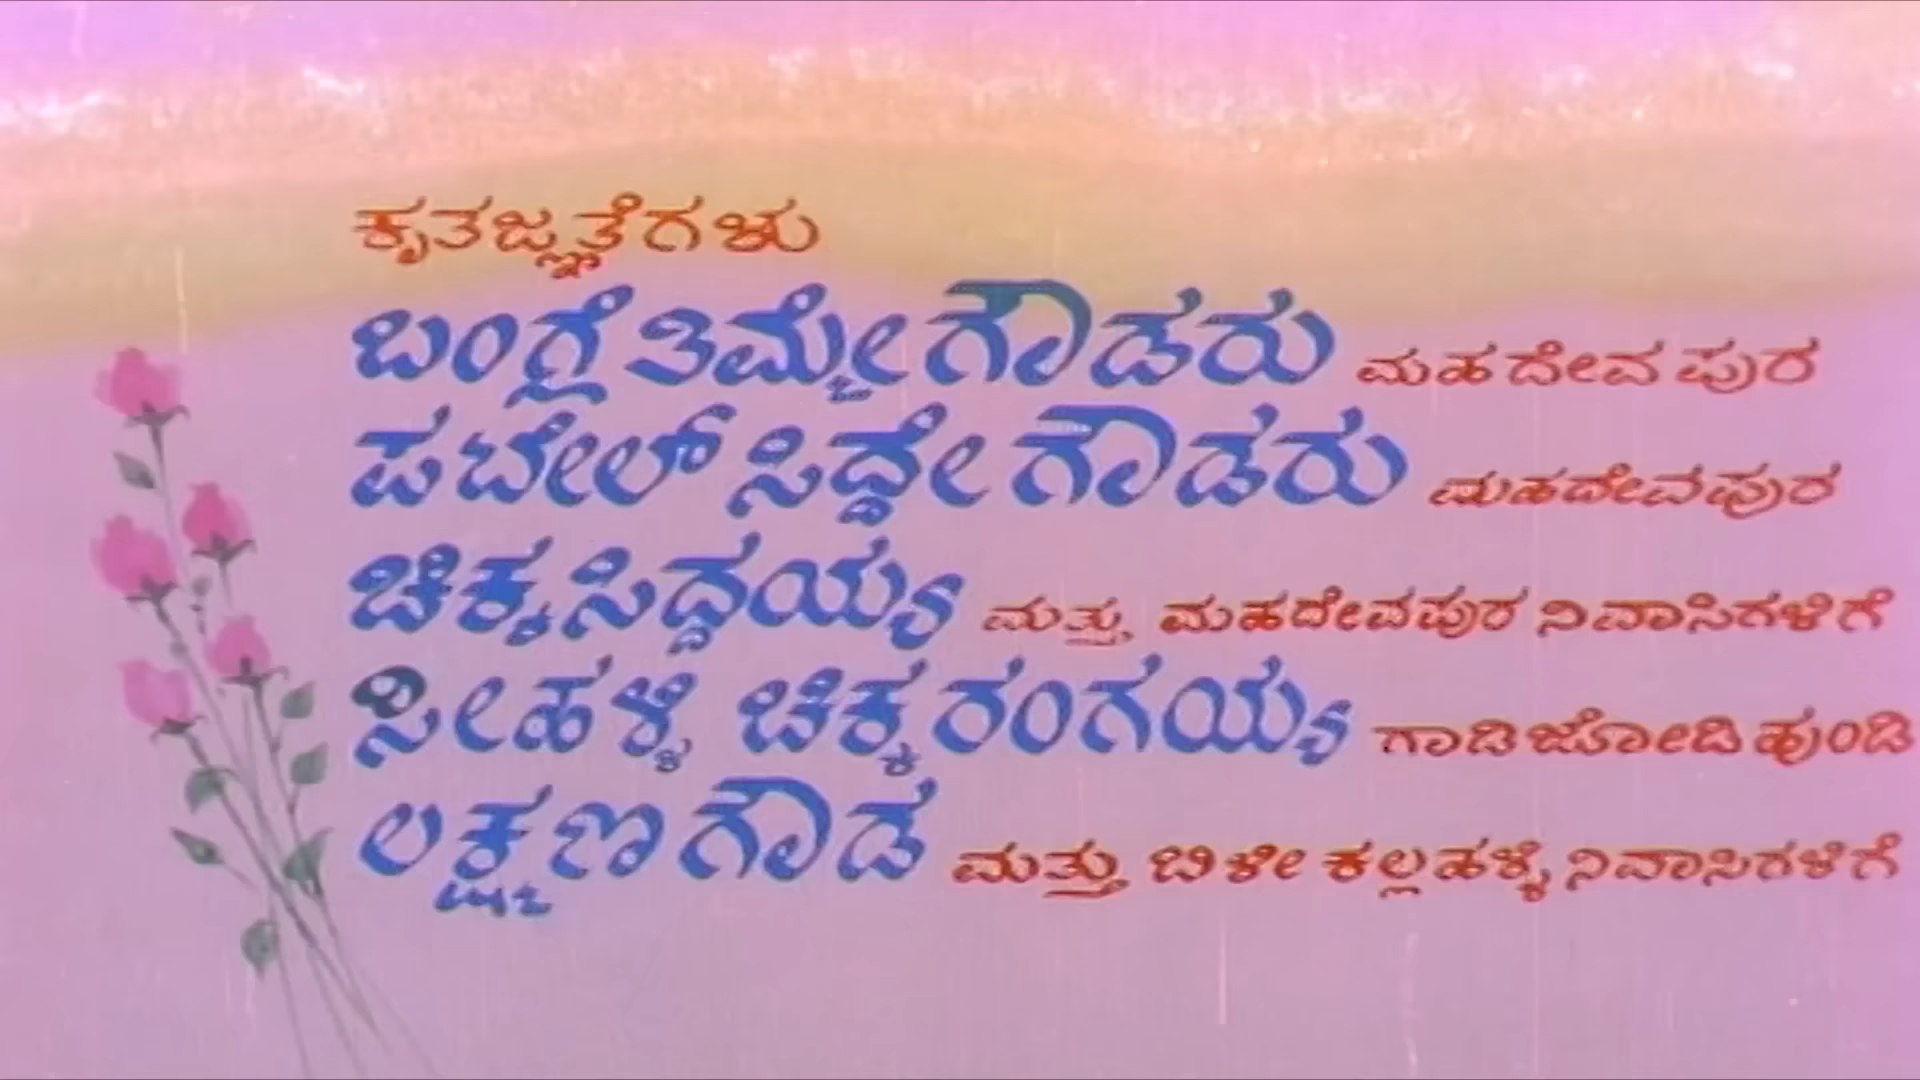 ಕೃತಜ್ಞತೆಗಳು
ಬಂಗ್ಲೆ ತಿಮ್ಮೇಗೌಡರು ಮಹದೇವಪುರ
ಪಟೇಲ್ ಸಿದ್ಧೇಗೌಡರು ಮಹದೇವಪುರ
ಚಿಕ್ಕಸಿದ್ದಯ್ಯ ಮತ್ತು ಮಹದೇವಪುರ ನಿವಾಸಿಗಳಿಗೆ
ಸೀಹಳ್ಳಿ ಚಿಕ್ಕರಂಗಯ್ಯ ಗಾಡಿ ಜೋಡಿ ಹುಂಡಿ
ಲಕ್ಷ್ಮಣಗೌಡ ಮತ್ತು ಬಿಳೀಕಲ್ಲಹಳ್ಳಿ ನಿವಾಸಿಗಳಿಗೆ